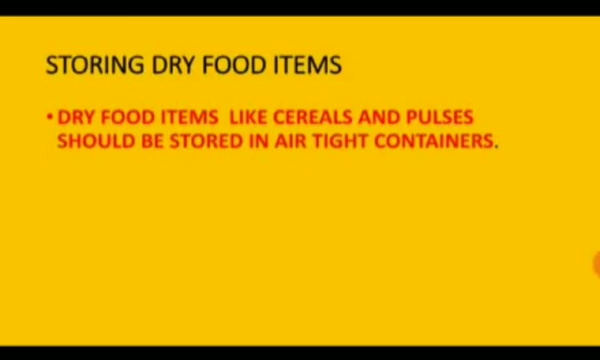 STORING DRY FOOD ITEMS
• DRY FOOD ITEMS LIKE CEREALS AND PULSES
SHOULD BE STORED IN AIR TIGHT CONTAINERS.